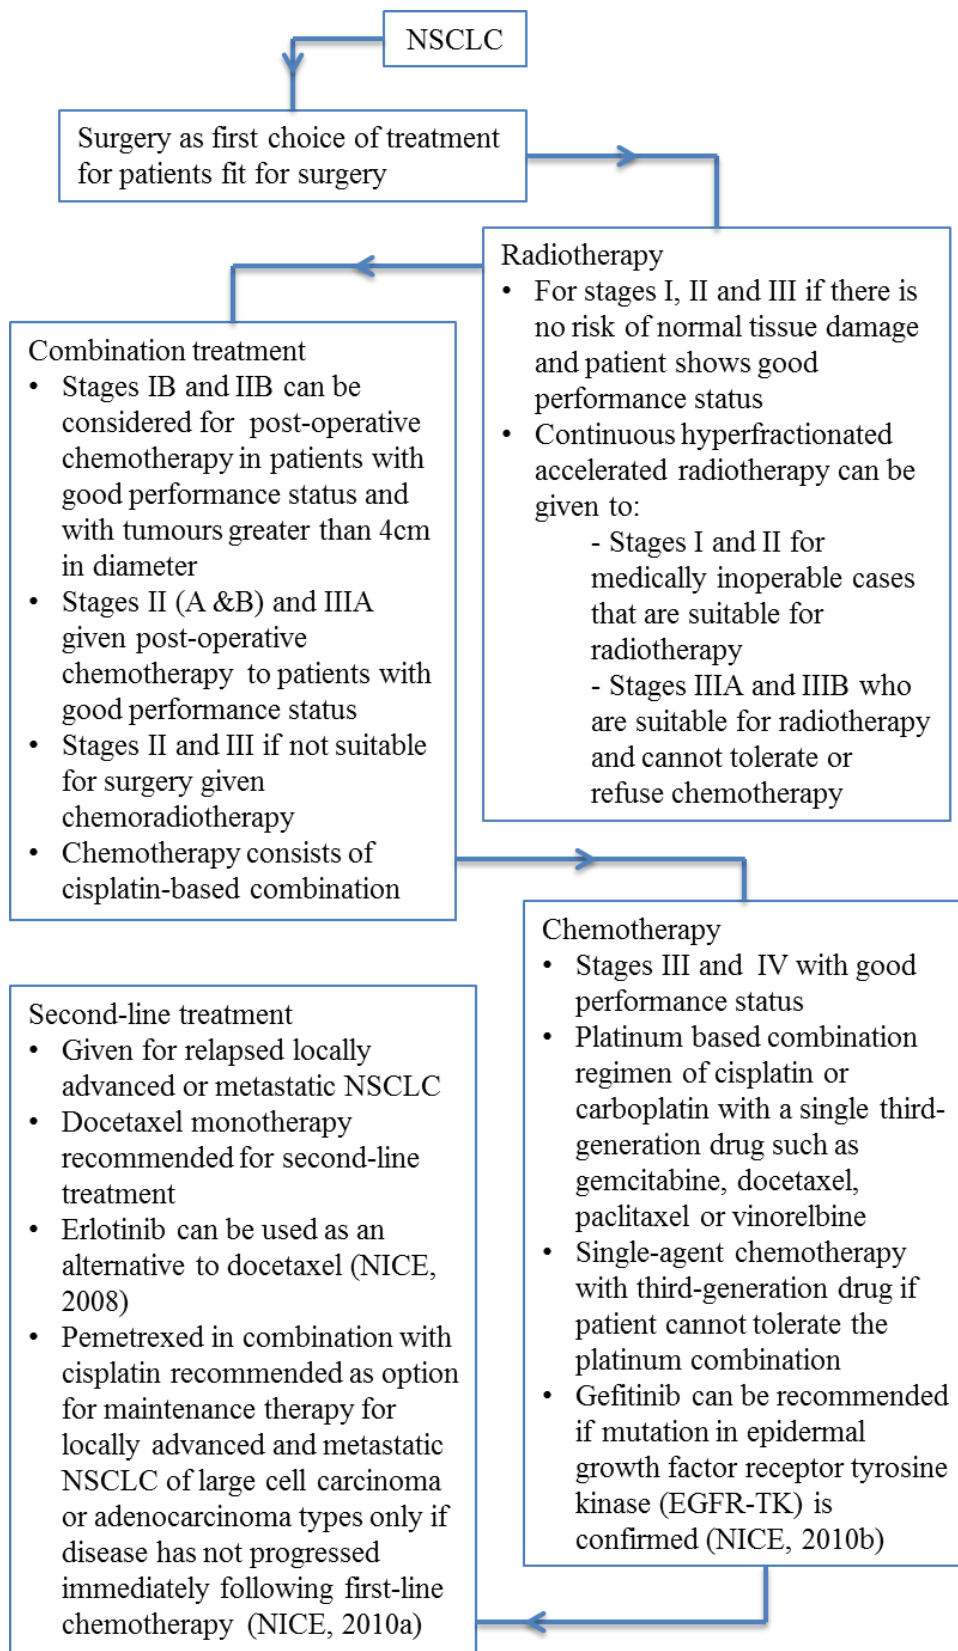 NSCLC
Surgery as first choice of treatment
for patients fit for surgery
Radiotherapy
• For stages I, II and III if there is
no risk of normal tissue damage
and patient shows good
performance status
• Continuous hyperfractionated
accelerated radiotherapy can be
given to:
- Stages I and II for
medically inoperable cases
that are suitable for
radiotherapy
- Stages IIIA and IIIB who
are suitable for radiotherapy
and cannot tolerate or
refuse chemotherapy
Combination treatment
• Stages IB and IIB can be
considered for post-operative
chemotherapy in patients with
good performance status and
with tumours greater than 4cm
in diameter
• Stages II (A &B) and IIIA
given post-operative
chemotherapy to patients with
good performance status
• Stages II and III if not suitable
for surgery given
chemoradiotherapy
• Chemotherapy consists of
cisplatin-based combination
Chemotherapy
• Stages III and IV with good
performance status
• Platinum based combination
regimen of cisplatin or
carboplatin with a single third-
generation drug such as
gemcitabine, docetaxel,
paclitaxel or vinorelbine
• Single-agent chemotherapy
with third-generation drug if
patient cannot tolerate the
platinum combination
• Gefitinib can be recommended
if mutation in epidermal
growth factor receptor tyrosine
kinase (EGFR-TK) is
confirmed (NICE, 2010b)
Second-line treatment
• Given for relapsed locally
advanced or metastatic NSCLC
• Docetaxel monotherapy
recommended for second-line
treatment
• Erlotinib can be used as an
alternative to docetaxel (NICE,
2008)
• Pemetrexed in combination with
cisplatin recommended as option
for maintenance therapy for
locally advanced and metastatic
NSCLC of large cell carcinoma
or adenocarcinoma types only if
disease has not progressed
immediately following first-line
chemotherapy (NICE, 2010a)